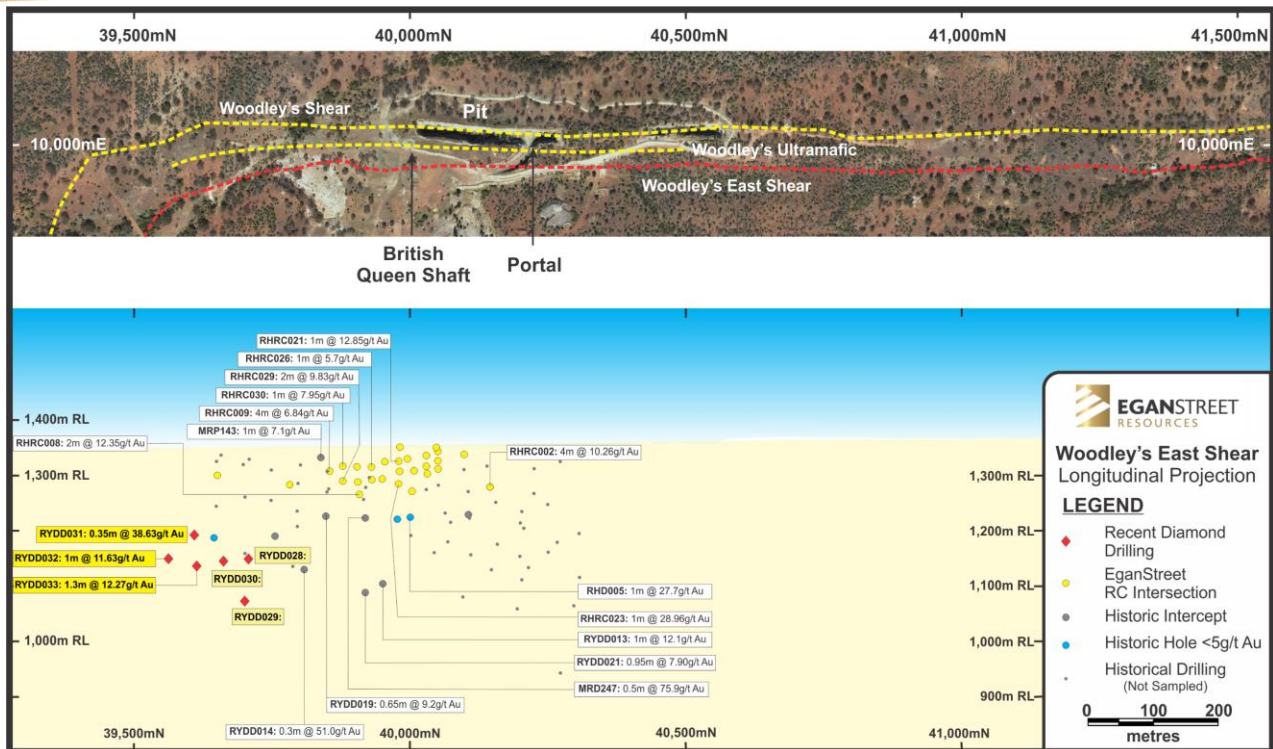 39,500mN
40,000mN
40,500mN
41,000mN
41,500mN
Woodley's Shear
Pit
10,000mE
10,000mE
Woodley's Ultramafic
Woodley's East Shear
British
Queen Shaft
Portal
RHRC021: 1m @ 12.85g/t Au
RHRC026: 1m @ 5.7g/t Au
RHRC029: 2m @ 9.83g/t Au
RHRC030: 1m @ 7.95g/t Au
RHRC009: 4m @ 6.84g/t Au
MRP143: 1m @ 7.1g/t Au
RHRC008: 2m @ 12.35g/t Au
RHRC002: 4m @ 10.26g/t Au
1,400m RL
1,300m RL
1,000m RL
RYDD031: 0.35m @ 38.63g/t Au
RYDD032: 1m @ 11.63g/t Au
RYDD033: 1.3m @ 12.27g/t Au
RYDD028:
RYDD030:
RYDD029:
RHD005: 1m @ 27.7g/t Au
RHRC023: 1m @ 28.96g/t Au
RYDD013: 1m @ 12.1g/t Au
RYDD021: 0.95m @ 7.90g/t Au
MRD247: 0.5m @ 75.9g/t Au
RYDD019: 0.65m @ 9.2g/t Au
RYDD014: 0.3m @ 51.0g/t Au
1,300m RL
1,200m RL
1,100m RL
1,000m RL
900m RL
39,500mN
40,000mN
40,500mN
41,000mN
EGANSTREET
RESOURCES
Woodley's East Shear
Longitudinal Projection
LEGEND
Recent Diamond
Drilling
EganStreet
RC Intersection
Historic Intercept
Historic Hole <5g/t Au
Historical Drilling
(Not Sampled)
0 100 200
metres